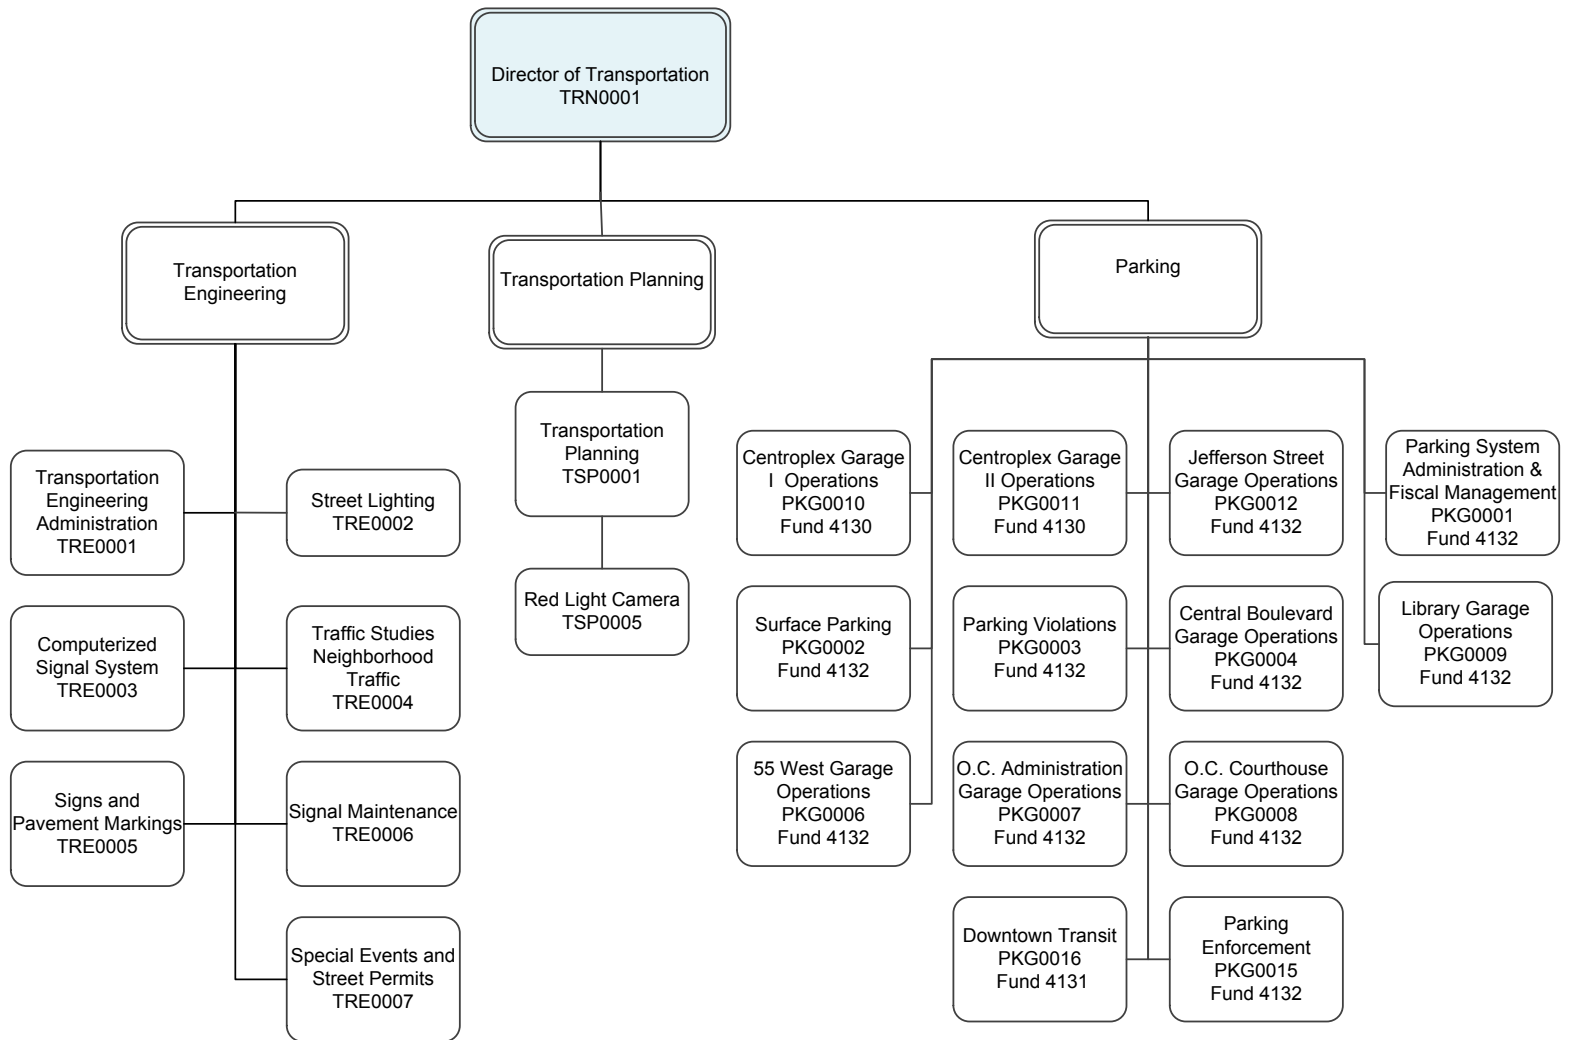 Director of Transportation
TRN0001
Transportation
Engineering
Transportation Planning
Parking
Transportation
Engineering
Administration
TRE0001
Street Lighting
TRE0002
Computerized
Signal System
TRE0003
Traffic Studies
Neighborhood
Traffic
TRE0004
Signs and
Pavement Markings
TRE0005
Signal Maintenance
TRE0006
Special Events and
Street Permits
TRE0007
Transportation
Planning
TSP0001
Red Light Camera
TSP0005
Centroplex Garage
I Operations
PKG0010
Fund 4130
Centroplex Garage
II Operations
PKG0011
Fund 4130
Jefferson Street
Garage Operations
PKG0012
Fund 4132
Parking System
Administration &
Fiscal Management
PKG0001
Fund 4132
Surface Parking
PKG0002
Fund 4132
Parking Violations
PKG0003
Fund 4132
Central Boulevard
Garage Operations
PKG0004
Fund 4132
Library Garage
Operations
PKG0009
Fund 4132
55 West Garage
Operations
PKG0006
Fund 4132
O.C. Administration
Garage Operations
PKG0007
Fund 4132
O.C. Courthouse
Garage Operations
PKG0008
Fund 4132
Downtown Transit
PKG0016
Fund 4131
Parking
Enforcement
PKG0015
Fund 4132